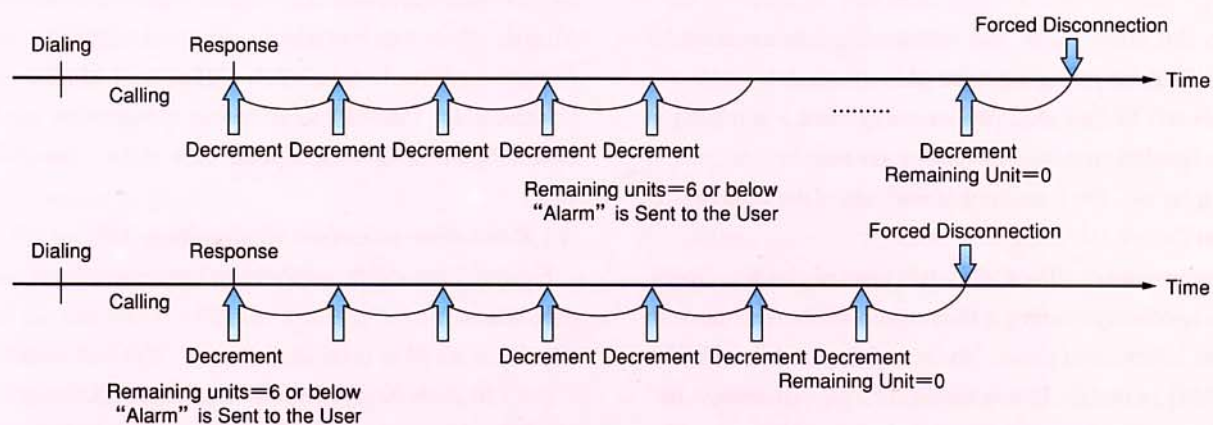 Forced Disconnection
Dialing Response
Time
Calling
Decrement Decrement Decrement Decrement Decrement ......... Decrement
Remaining Unit=0
Remaining units=6 or below
“Alarm” is Sent to the User
Forced Disconnection
Dialing Response
Time
Calling
Decrement Decrement Decrement Decrement Decrement
Remaining units=6 or below Remaining Unit=0
“Alarm” is Sent to the User